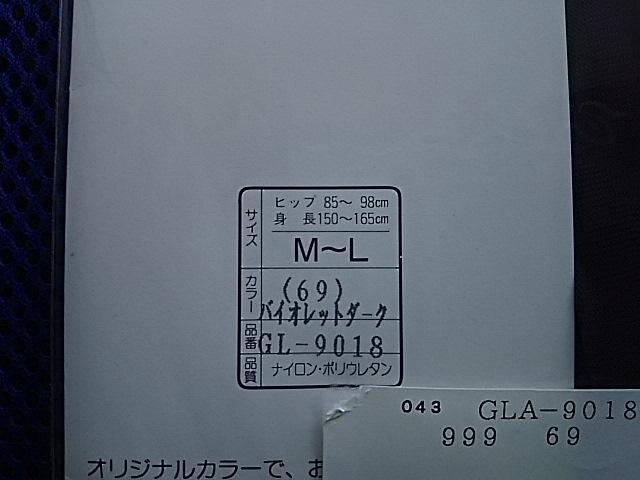 サイズ
ヒップ 85〜 98cm
身 長150〜165cm
M〜L
カラー
(69)
バイオレットダーク
品番
GL-9018
品質
ナイロン・ポリウレタン
043 GLA-9018
999 69
オリジナルカラーで、お